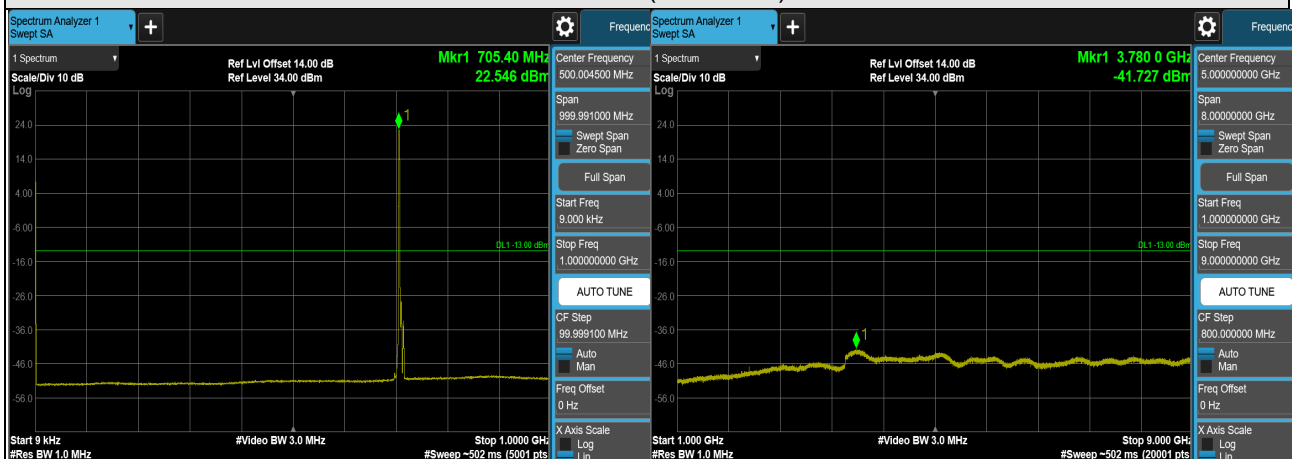 Spectrum Analyzer 1
Swept SA
+
Frequenc
1 Spectrum
Scale/Div 10 dB
Log
Ref Lvl Offset 14.00 dB
Ref Level 34.00 dBm
Mkr1 705.40 MHz
22.546 dBm
1
24.0
14.0
4.00
-6.00
-16.0
-26.0
-36.0
-46.0
-56.0
DL1 -13.00 dBm
Start 9 kHz
#Res BW 1.0 MHz
#Video BW 3.0 MHz
Stop 1.0000 GHz
#Sweep ~502 ms (5001 pts
Center Frequency
500.004500 MHz
Span
999.991000 MHz
Swept Span
Zero Span
Full Span
Start Freq
9.000 kHz
Stop Freq
1.000000000 GHz
AUTO TUNE
CF Step
99.999100 MHz
Auto
Man
Freq Offset
0 Hz
X Axis Scale
Log
Lin
Spectrum Analyzer 1
Swept SA
+
Frequenc
1 Spectrum
Scale/Div 10 dB
Log
Ref Lvl Offset 14.00 dB
Ref Level 34.00 dBm
Mkr1 3.780 0 GHz
-41.727 dBm
1
24.0
14.0
4.00
-6.00
-16.0
-26.0
-36.0
-46.0
-56.0
DL1 -13.00 dBm
Start 1.000 GHz
#Res BW 1.0 MHz
#Video BW 3.0 MHz
Stop 9.000 GHz
#Sweep ~502 ms (20001 pts
Center Frequency
5.000000000 GHz
Span
8.00000000 GHz
Swept Span
Zero Span
Full Span
Start Freq
1.000000000 GHz
Stop Freq
9.000000000 GHz
AUTO TUNE
CF Step
800.000000 MHz
Auto
Man
Freq Offset
0 Hz
X Axis Scale
Log
Lin